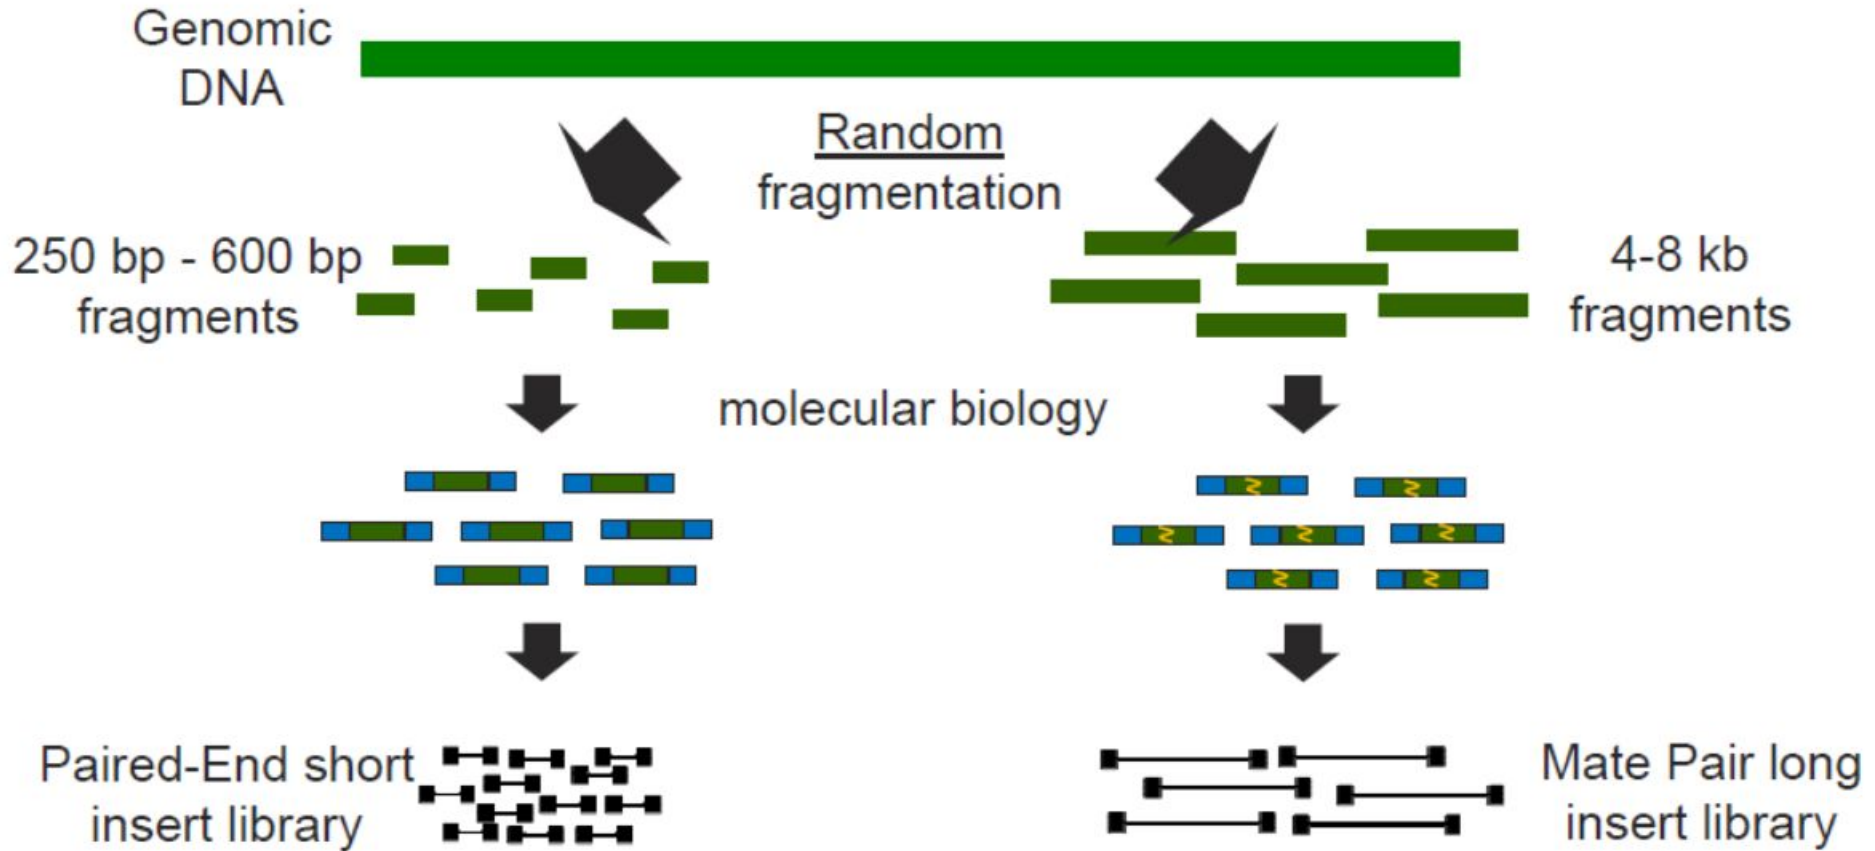 Genomic
DNA
Random
fragmentation
250 bp - 600 bp
fragments
4-8 kb
fragments
molecular biology
Paired-End short
insert library
Mate Pair long
insert library